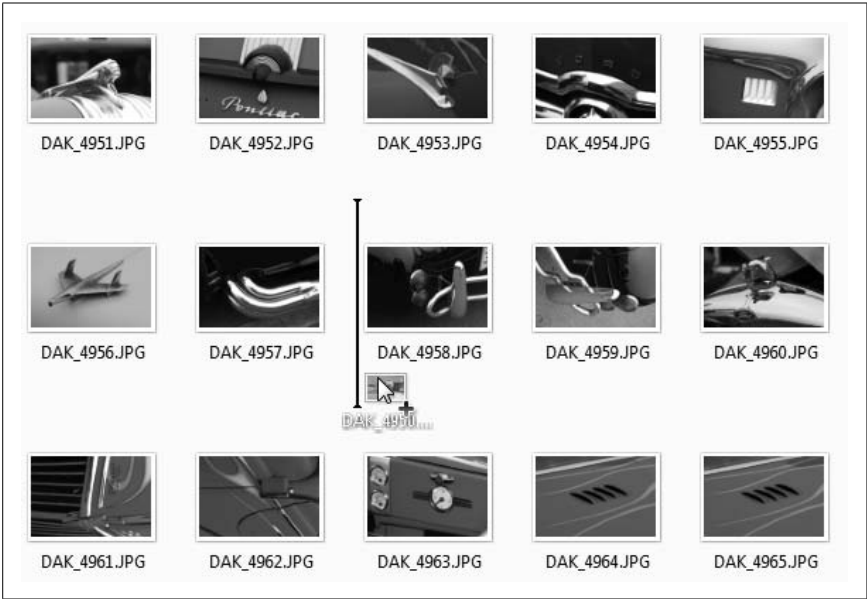 Pontiac
DAK_4951.JPG DAK_4952.JPG DAK_4953.JPG DAK_4954.JPG DAK_4955.JPG
DAK_4956.JPG DAK_4957.JPG DAK_4958.JPG DAK_4959.JPG DAK_4960.JPG
DAK_4950....
DAK_4961.JPG DAK_4962.JPG DAK_4963.JPG DAK_4964.JPG DAK_4965.JPG